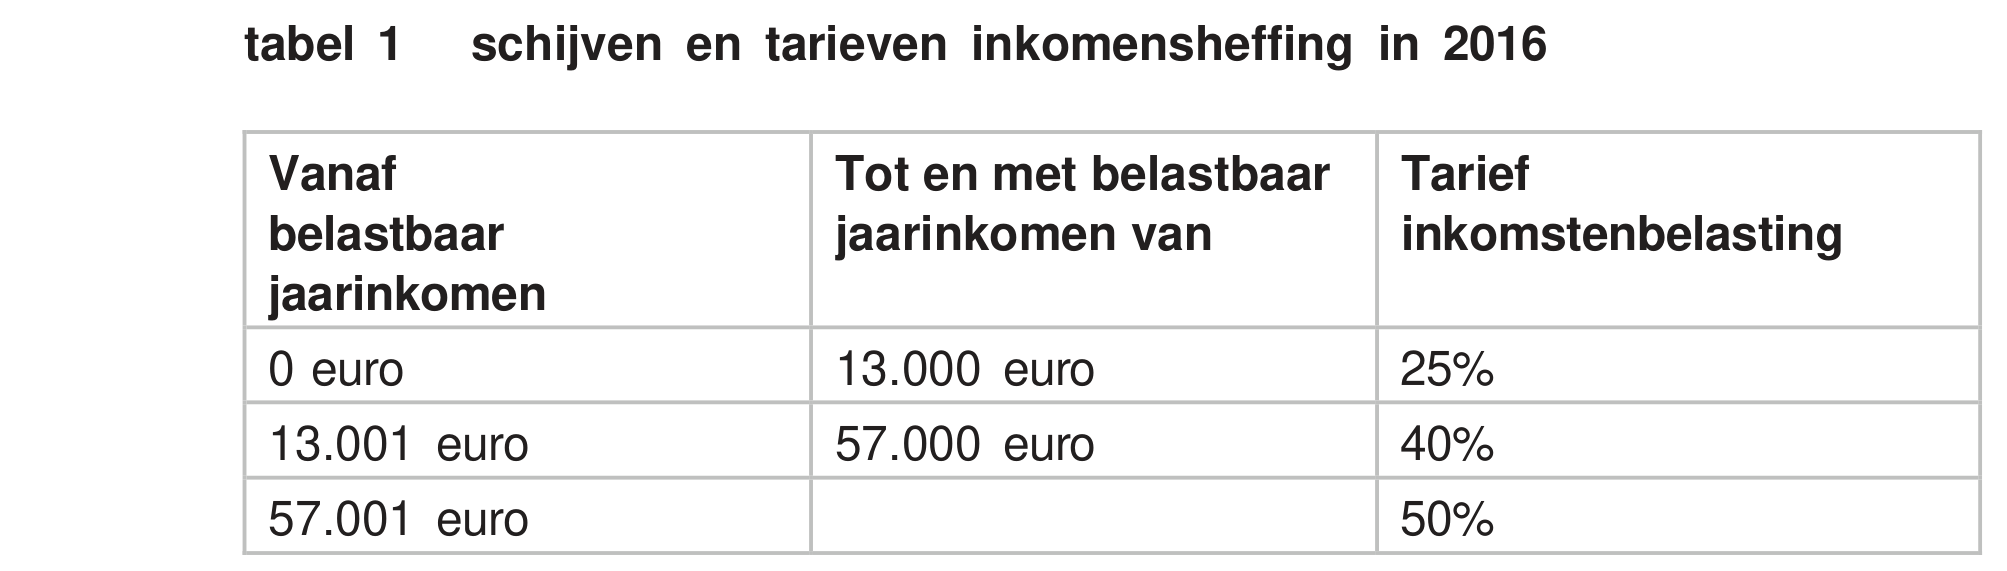 tabel 1 schijven en tarieven inkomensheffing in 2016
Vanaf
belastbaar
jaarinkomen
Tot en met belastbaar
jaarinkomen van
Tarief
inkomstenbelasting
0 euro 13.000 euro 25%
13.001 euro 57.000 euro 40%
57.001 euro 50%